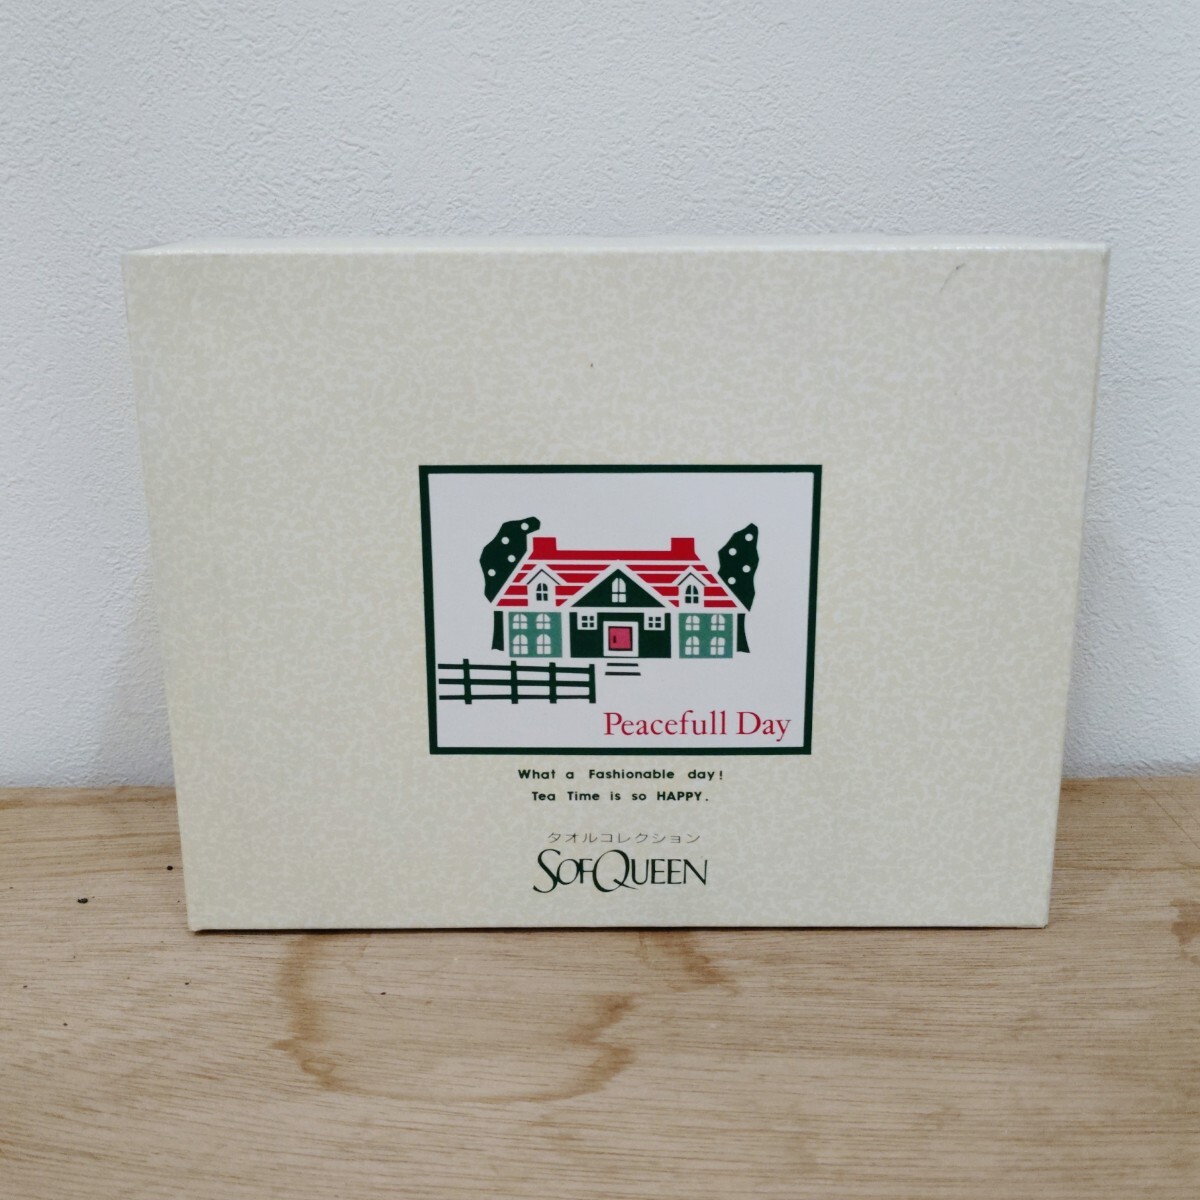 Peacefull Day
What a Fashionable day!
Tea Time is so HAPPY.
タオルコレクション
SOFQUEEN